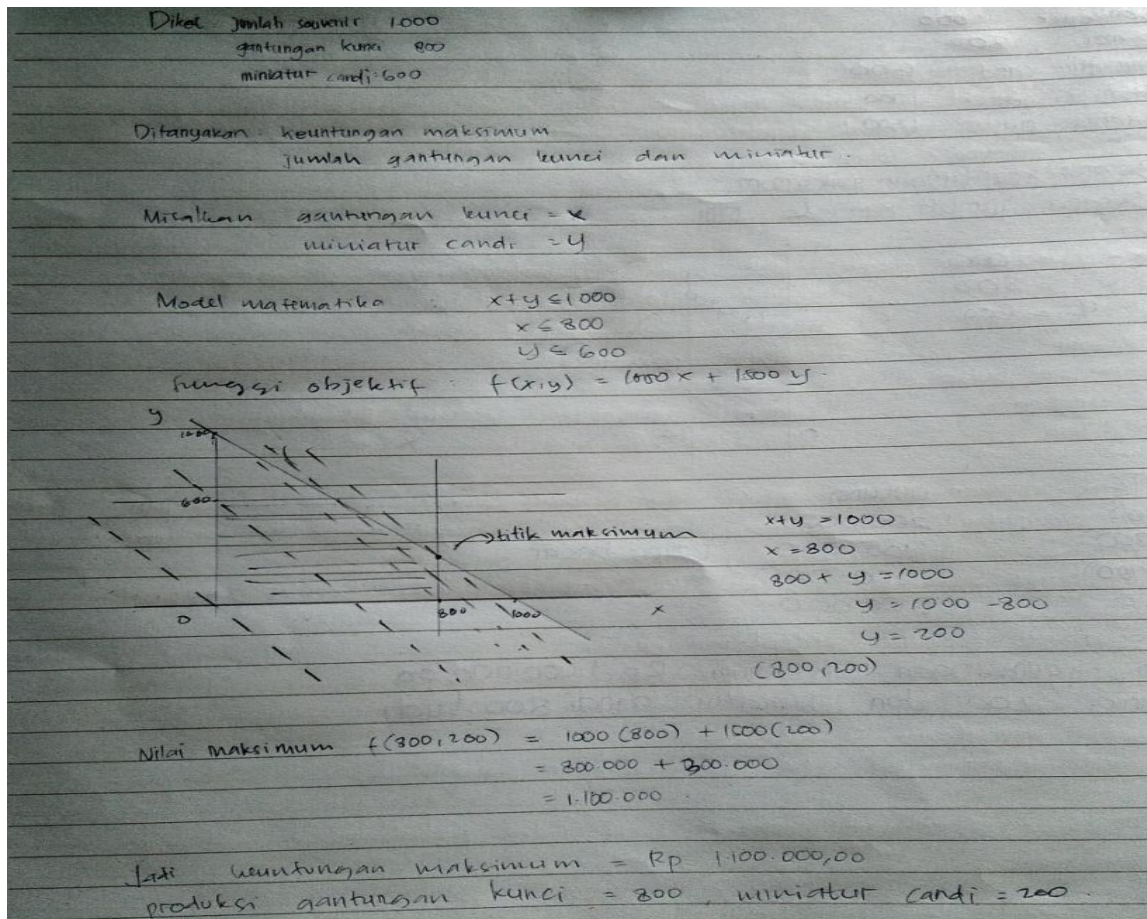 Diket jumlah souvenir 1.000
gantungan kunci 800
miniatur candi: 600
Ditanyakan: keuntungan maksimum
jumlah gantungan kunci dan miniatur.
Misalkan gantungan kunci = x
miniatur candi = y
Model matematika : x+y ≤ 1000
x ≤ 800
y ≤ 600
Fungsi objektif : f(x,y) = 1000x + 1500y.
y
1000
600
titik maksimum
0
800
1000
x
x+y = 1000
x = 800
800 + y = 1000
y = 1000 - 800
y = 200
(800,200)
Nilai maksimum f(800,200) = 1000(800) + 1500(200)
= 800.000 + 300.000
= 1.100.000.
Jadi keuntungan maksimum = Rp 1.100.000,00
produksi gantungan kunci = 800, miniatur candi = 200.